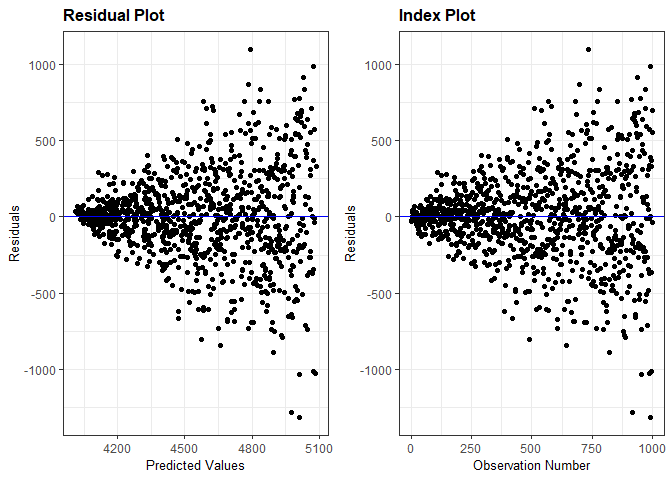 Residual Plot
Index Plot
Residuals
1000
500
0
-500
-1000
4200 4500 4800 5100
Predicted Values
Residuals
1000
500
0
-500
-1000
0 250 500 750 1000
Observation Number